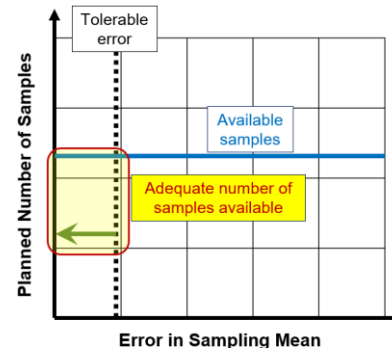 Tolerable
error
Planned Number of Samples
Available
samples
Adequate number of
samples available
Error in Sampling Mean